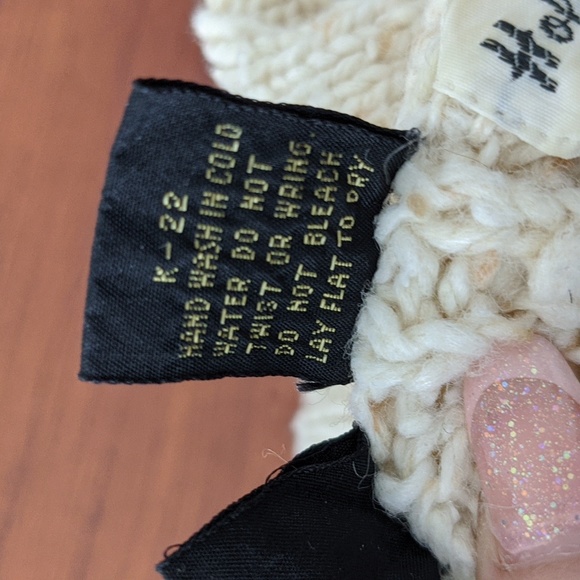 K-22
HAND WASH IN COLD
WATER DO NOT
TWIST OR WRING.
DO NOT BLEACH
LAY FLAT TO DRY